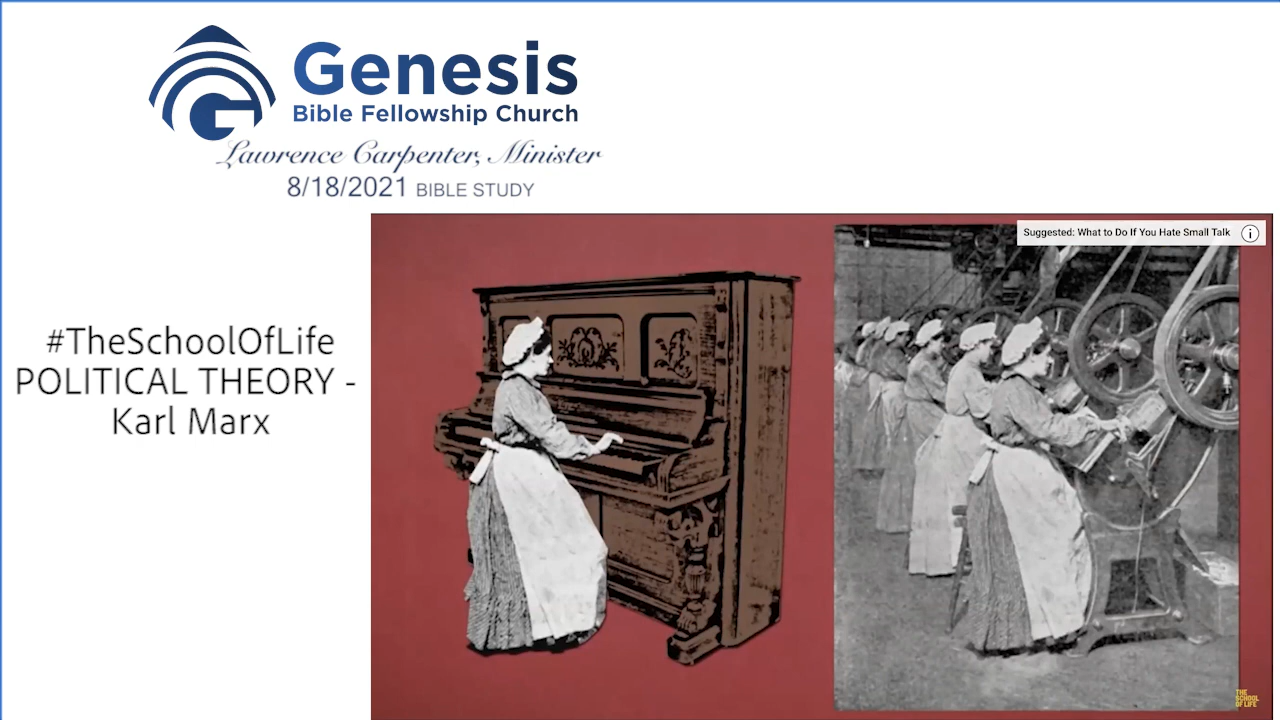 Genesis
Bible Fellowship Church
Lawrence Carpenter, Minister
8/18/2021 BIBLE STUDY
Suggested: What to Do If You Hate Small Talk
#TheSchoolOfLife
POLITICAL THEORY -
Karl Marx
THE
SCHOOL
OF LIFE